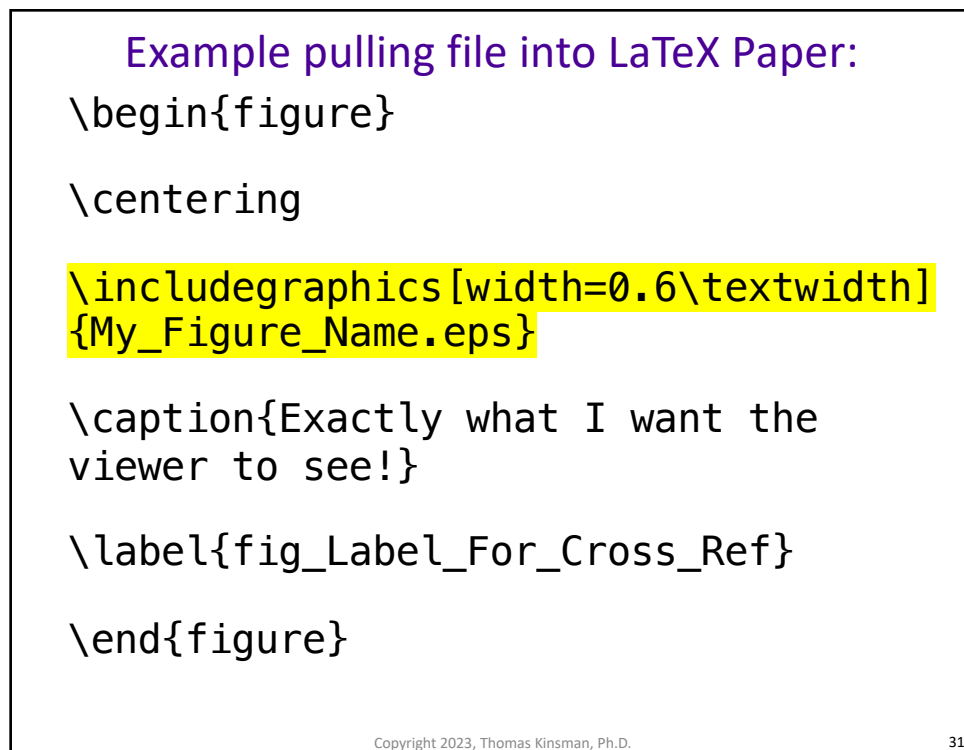 Example pulling file into LaTeX Paper:
\begin{figure}
\centering
\includegraphics[width=0.6\textwidth]
{My_Figure_Name.eps}
\caption{Exactly what I want the
viewer to see!}
\label{fig_Label_For_Cross_Ref}
\end{figure}
Copyright 2023, Thomas Kinsman, Ph.D.
31